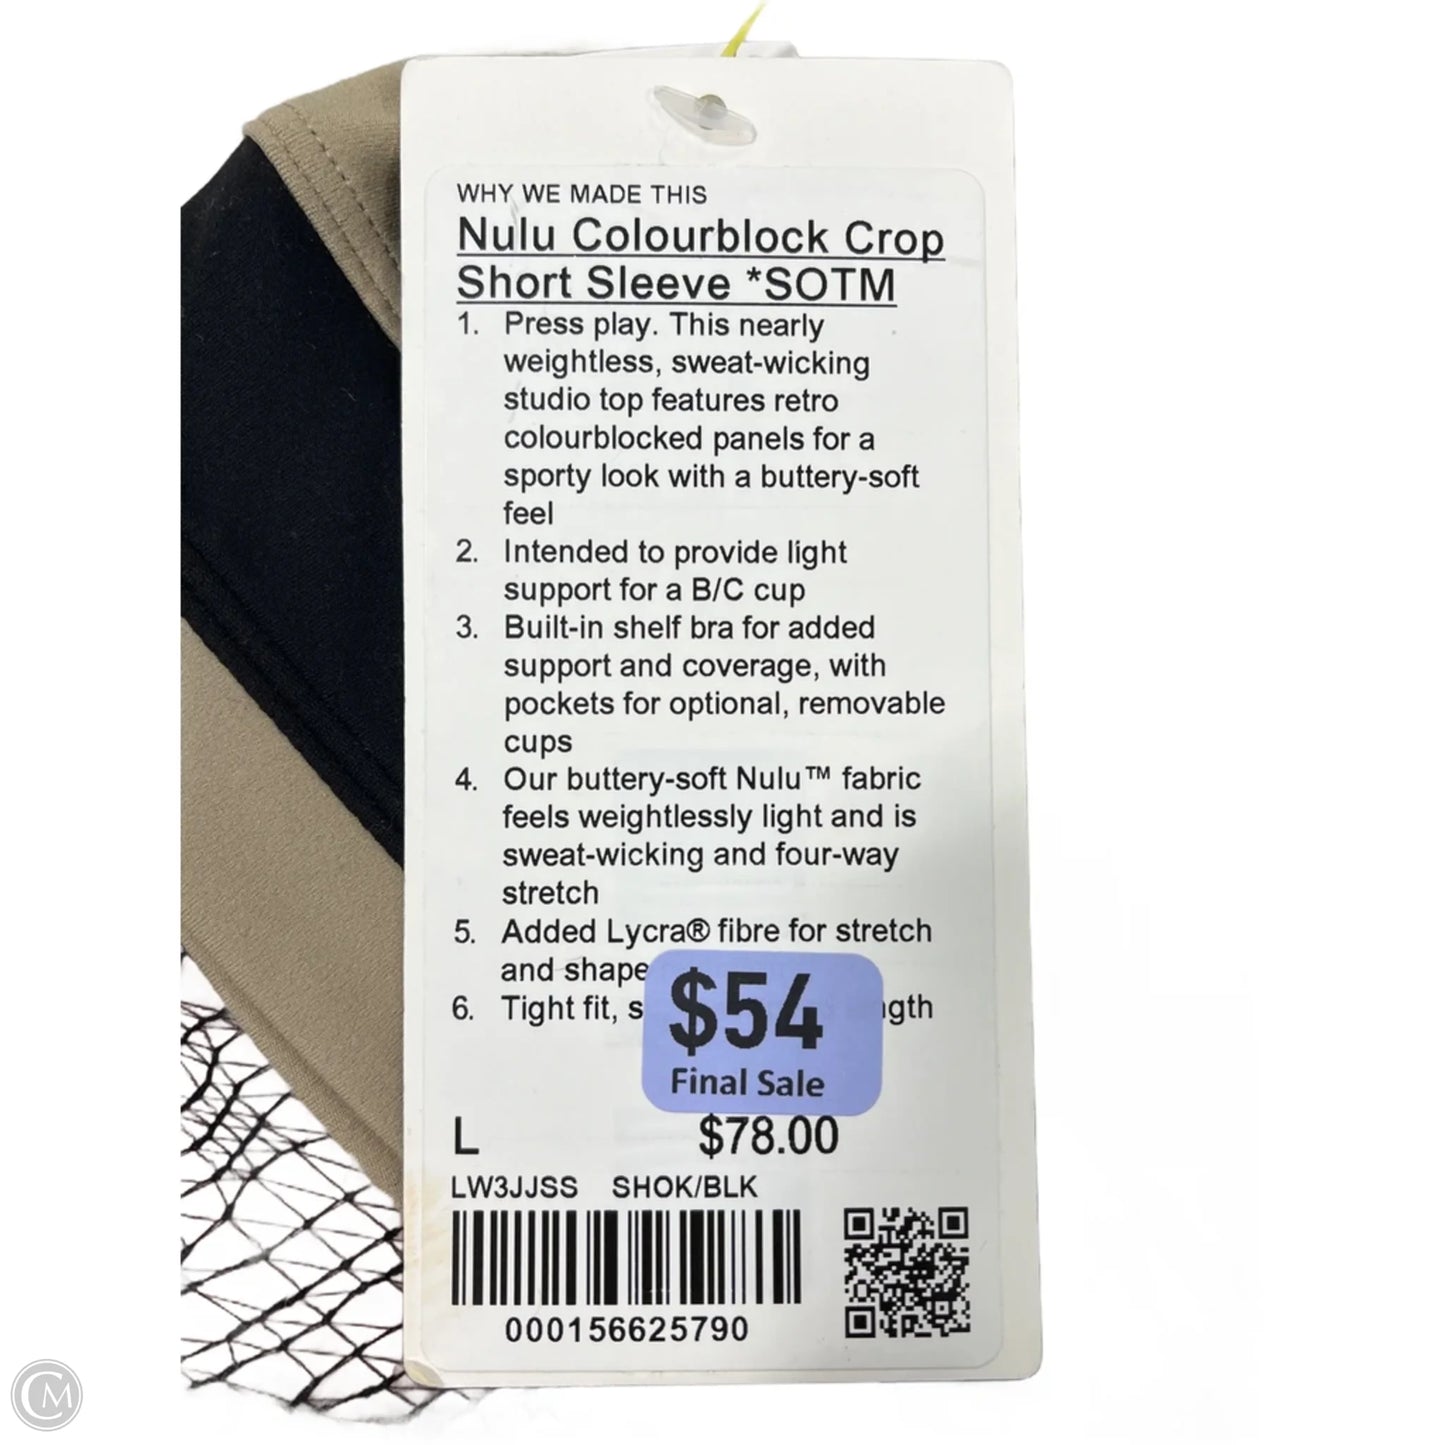 WHY WE MADE THIS
Nulu Colourblock Crop
Short Sleeve *SOTM
1. Press play. This nearly
weightless, sweat-wicking
studio top features retro
colourblocked panels for a
sporty look with a buttery-soft
feel
2. Intended to provide light
support for a B/C cup
3. Built-in shelf bra for added
support and coverage, with
pockets for optional, removable
cups
4. Our buttery-soft Nulu™ fabric
feels weightlessly light and is
sweat-wicking and four-way
stretch
5. Added Lycra® fibre for stretch
and shape
6. Tight fit,
$54
Final Sale
L $78.00
LW3JJSS SHOK/BLK
000156625790
CM